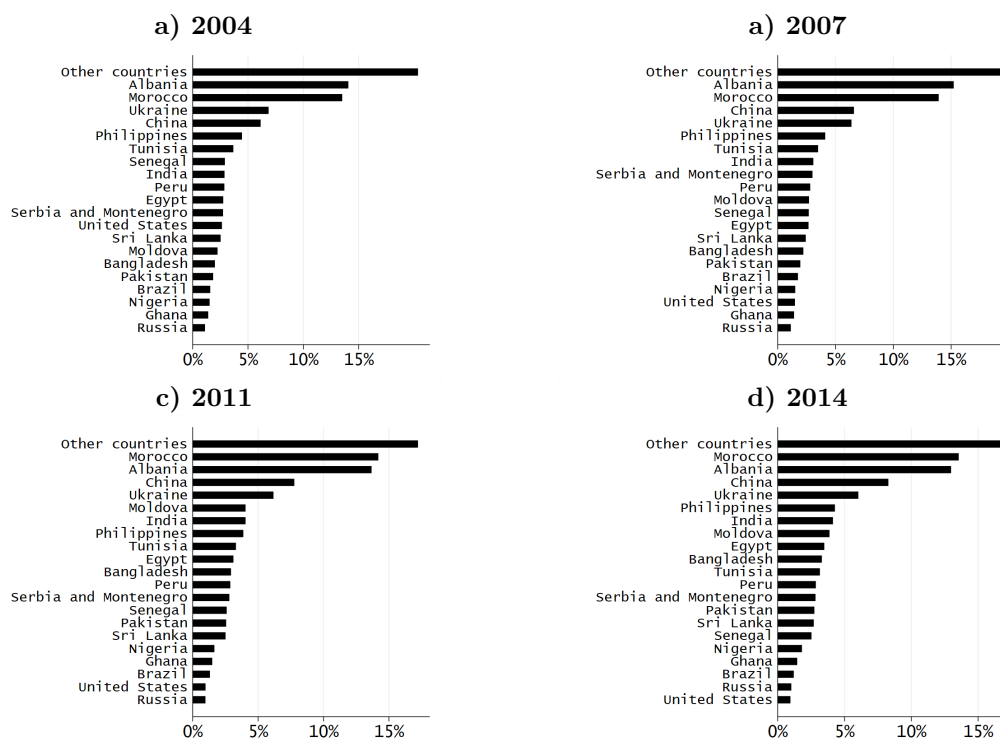 a) 2004
Other countries
Albania
Morocco
Ukraine
China
Philippines
Tunisia
Senegal
India
Peru
Egypt
Serbia and Montenegro
United States
Sri Lanka
Moldova
Bangladesh
Pakistan
Brazil
Nigeria
Ghana
Russia
0% 5% 10% 15%
a) 2007
Other countries
Albania
Morocco
China
Ukraine
Philippines
Tunisia
India
Serbia and Montenegro
Peru
Moldova
Senegal
Egypt
Sri Lanka
Bangladesh
Pakistan
Brazil
Nigeria
United States
Ghana
Russia
0% 5% 10% 15%
c) 2011
Other countries
Morocco
Albania
China
Ukraine
Moldova
India
Philippines
Tunisia
Egypt
Bangladesh
Peru
Serbia and Montenegro
Senegal
Pakistan
Sri Lanka
Nigeria
Ghana
Brazil
United States
Russia
0% 5% 10% 15%
d) 2014
Other countries
Morocco
Albania
China
Ukraine
Philippines
India
Moldova
Egypt
Bangladesh
Tunisia
Peru
Serbia and Montenegro
Pakistan
Sri Lanka
Senegal
Nigeria
Ghana
Brazil
Russia
United States
0% 5% 10% 15%